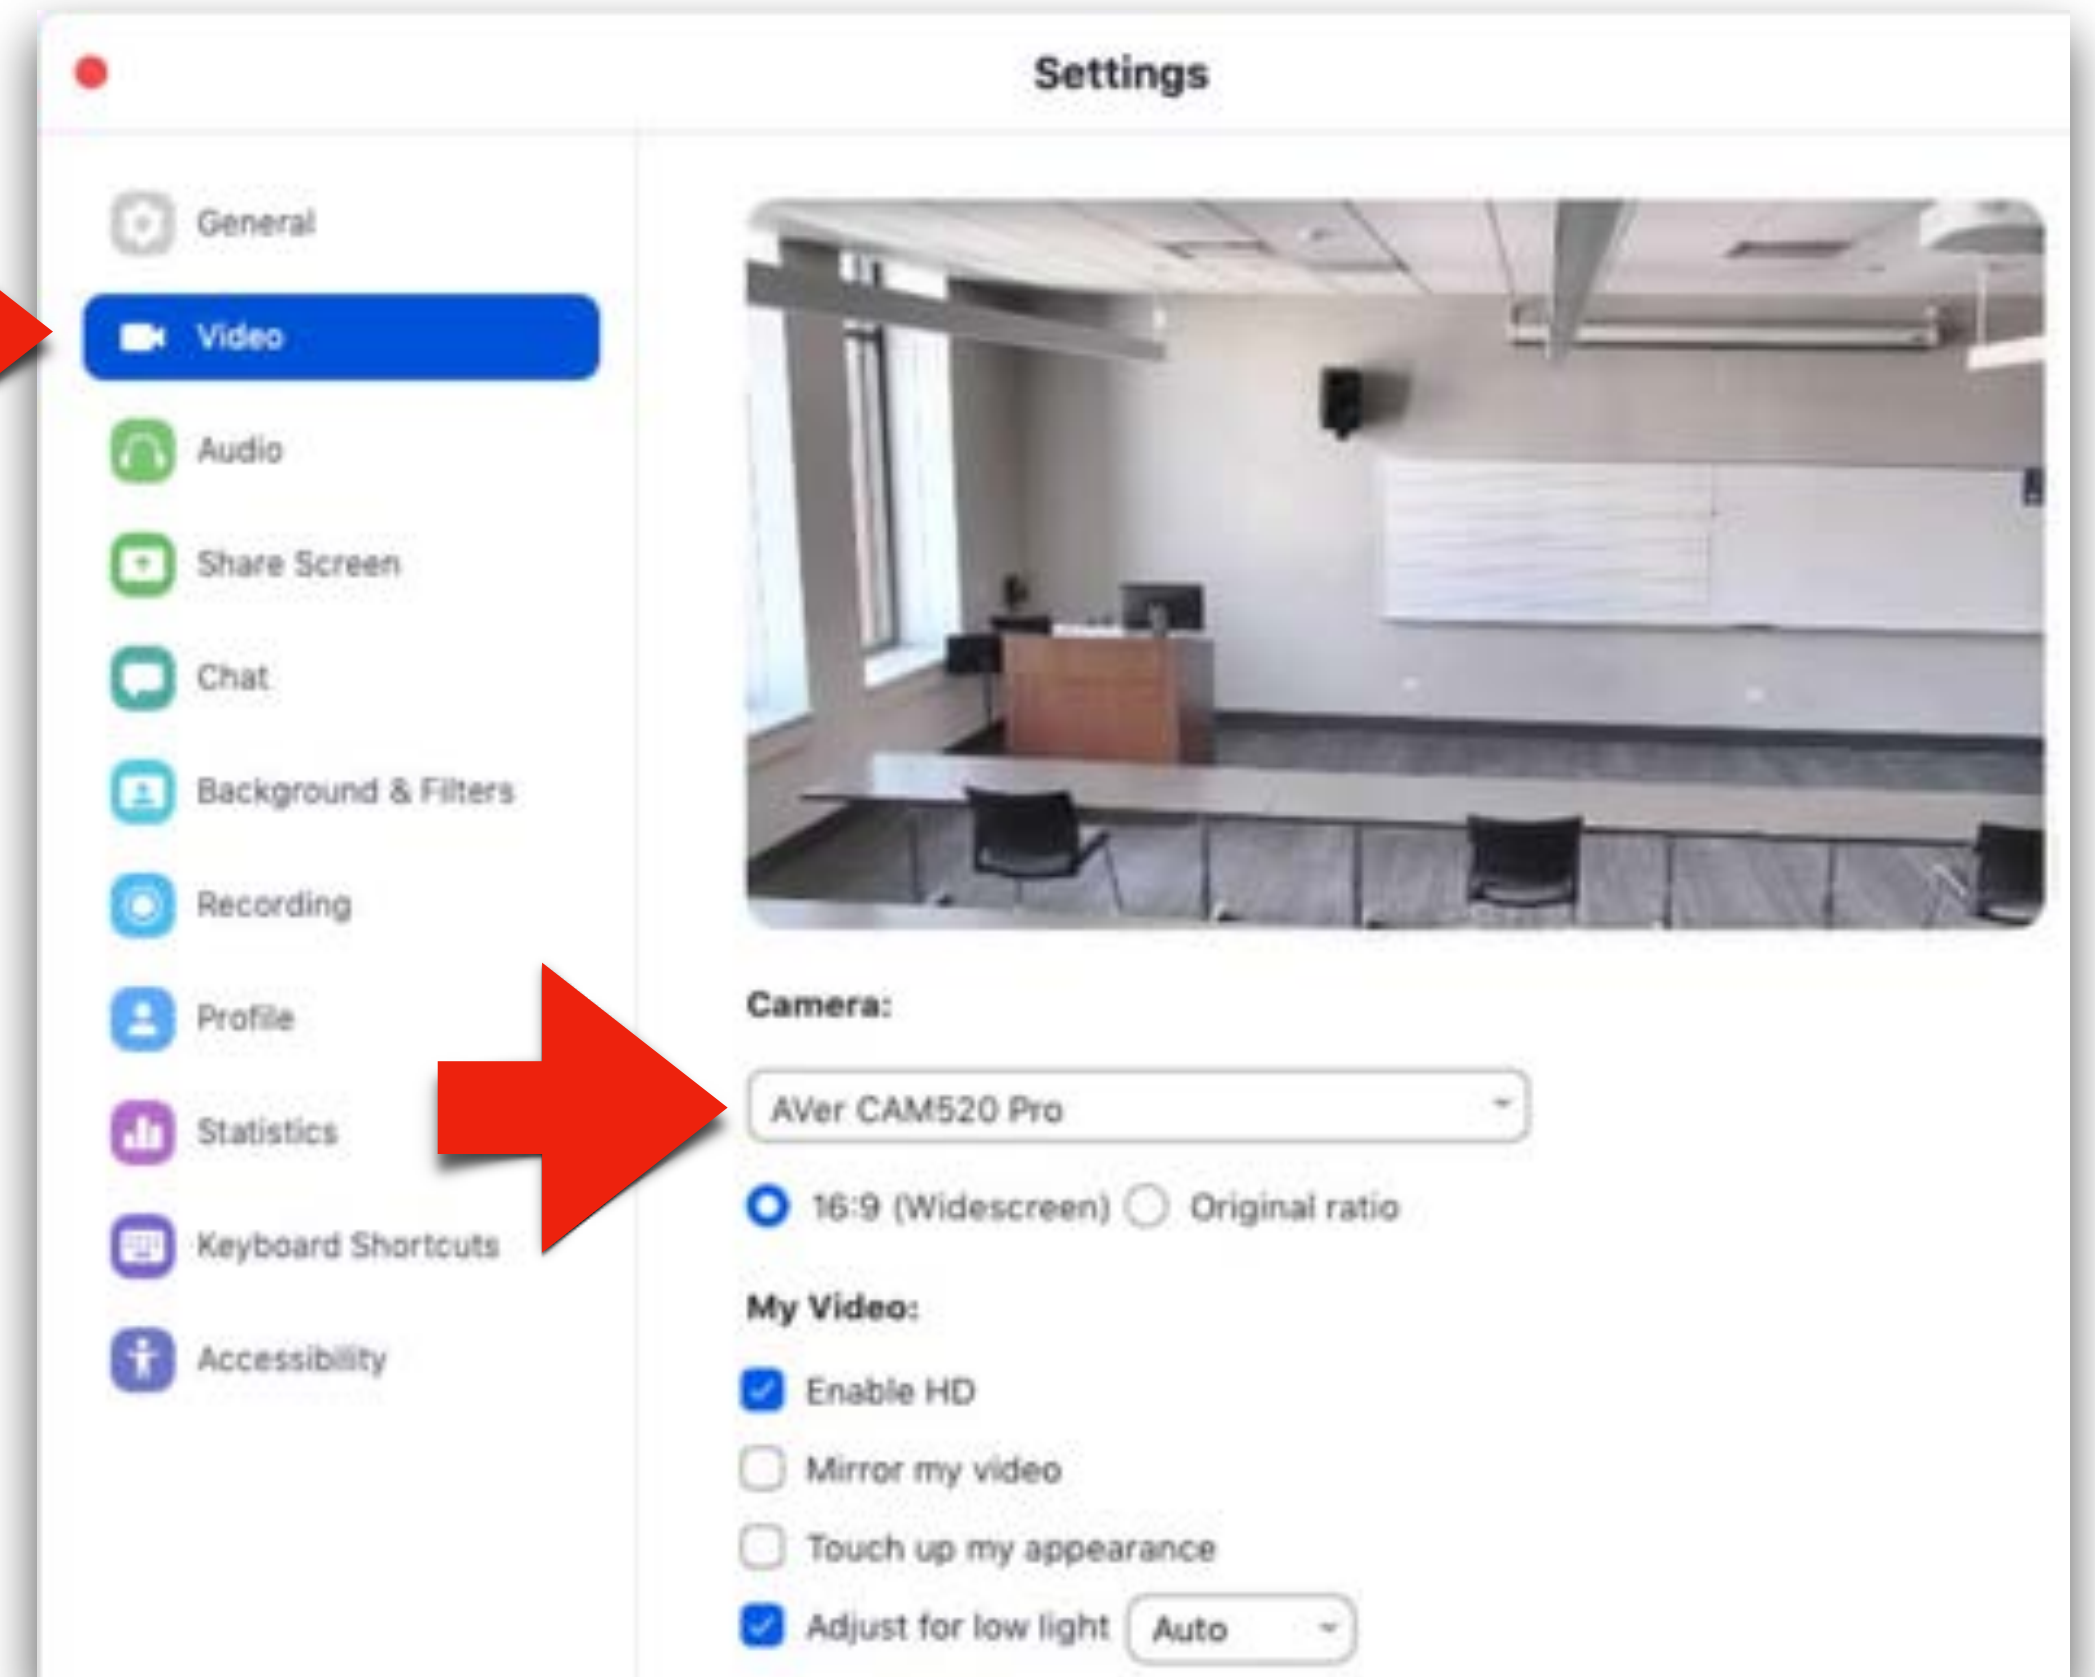 Settings
General
Video
Audio
Share Screen
Chat
Background & Filters
Recording
Profile
Statistics
Keyboard Shortcuts
Accessibility
Camera:
AVer CAM520 Pro
16:9 (Widescreen) Original ratio
My Video:
Enable HD
Mirror my video
Touch up my appearance
Adjust for low light Auto